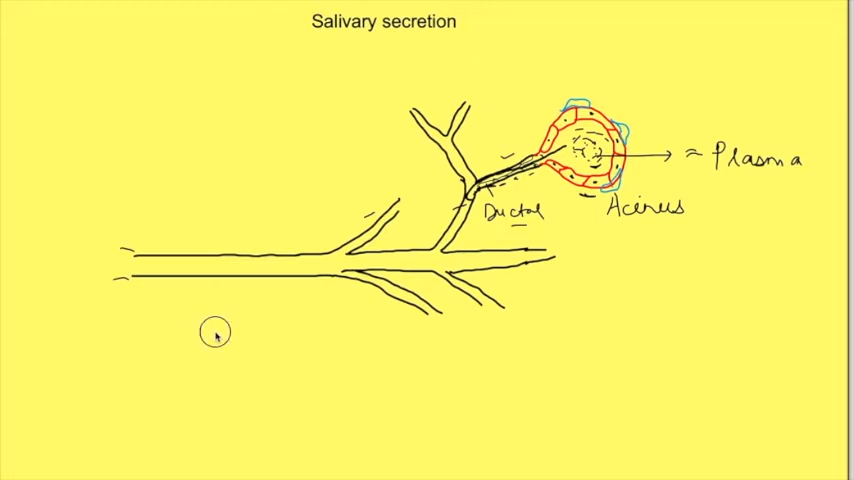 Salivary secretion
≈ Plasma
Ductal
Acinus